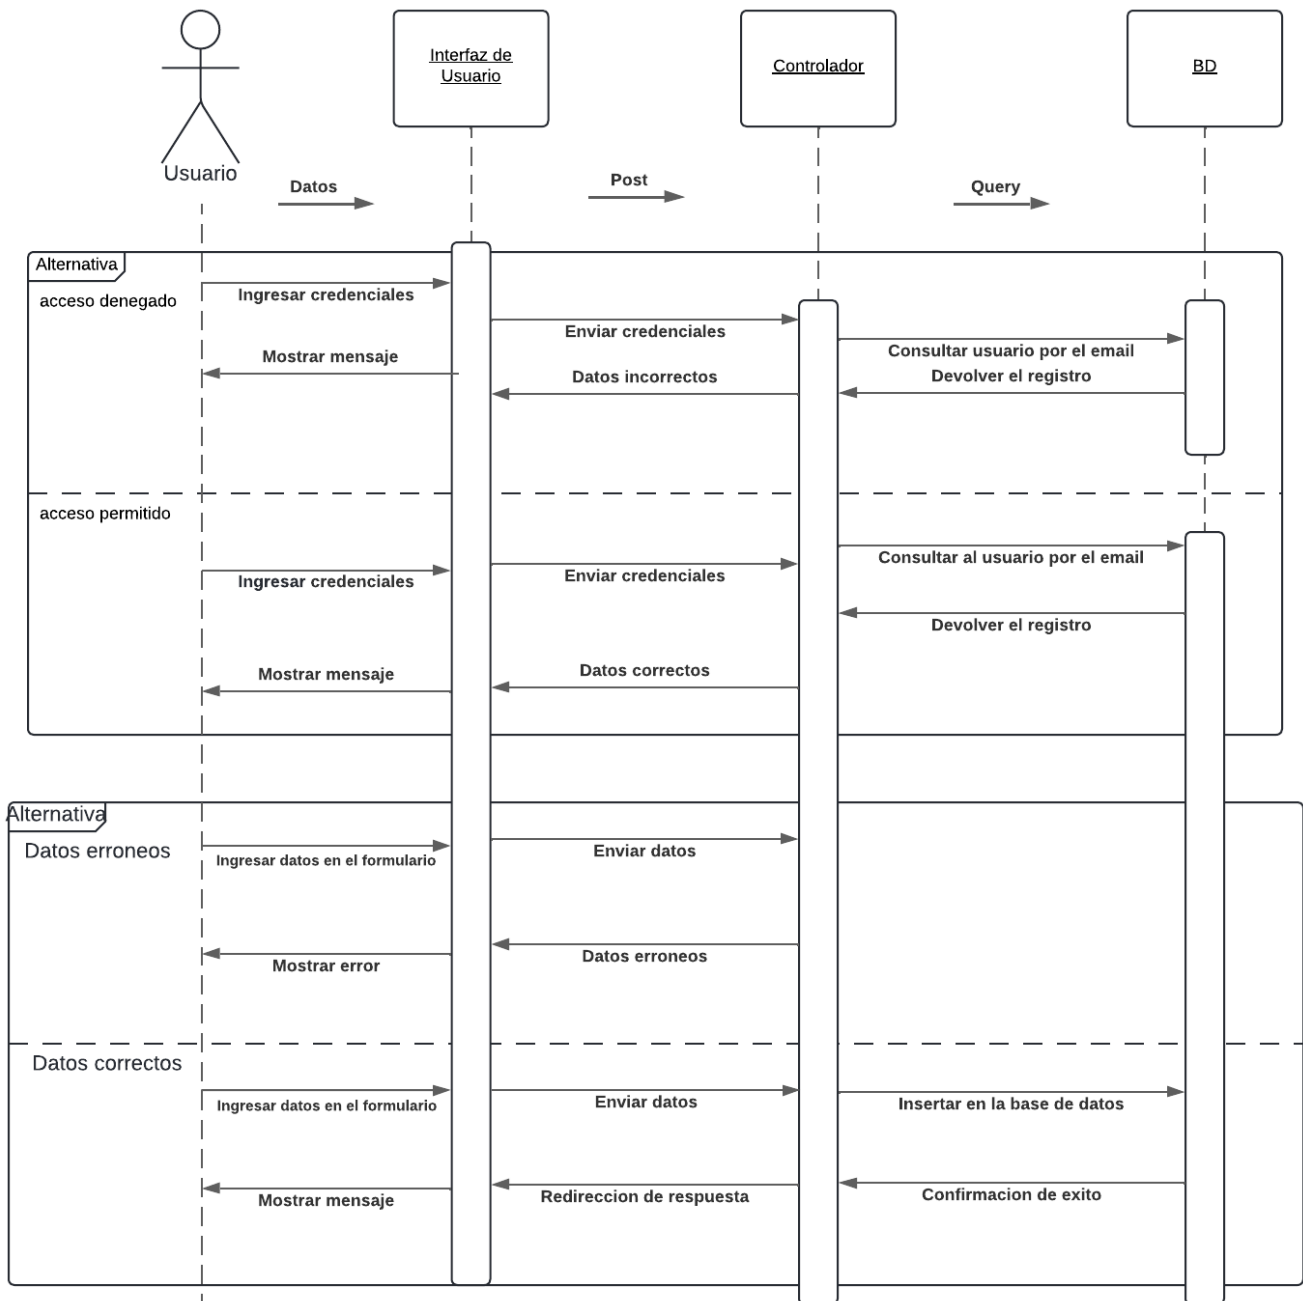 Interfaz de
Usuario
Controlador
BD
Usuario
Datos
Post
Query
Alternativa
acceso denegado
Ingresar credenciales
Enviar credenciales
Consultar usuario por el email
Mostrar mensaje
Datos incorrectos
Devolver el registro
acceso permitido
Consultar al usuario por el email
Ingresar credenciales
Enviar credenciales
Devolver el registro
Mostrar mensaje
Datos correctos
Alternativa
Datos erroneos
Ingresar datos en el formulario
Enviar datos
Mostrar error
Datos erroneos
Datos correctos
Ingresar datos en el formulario
Enviar datos
Insertar en la base de datos
Mostrar mensaje
Redireccion de respuesta
Confirmacion de exito